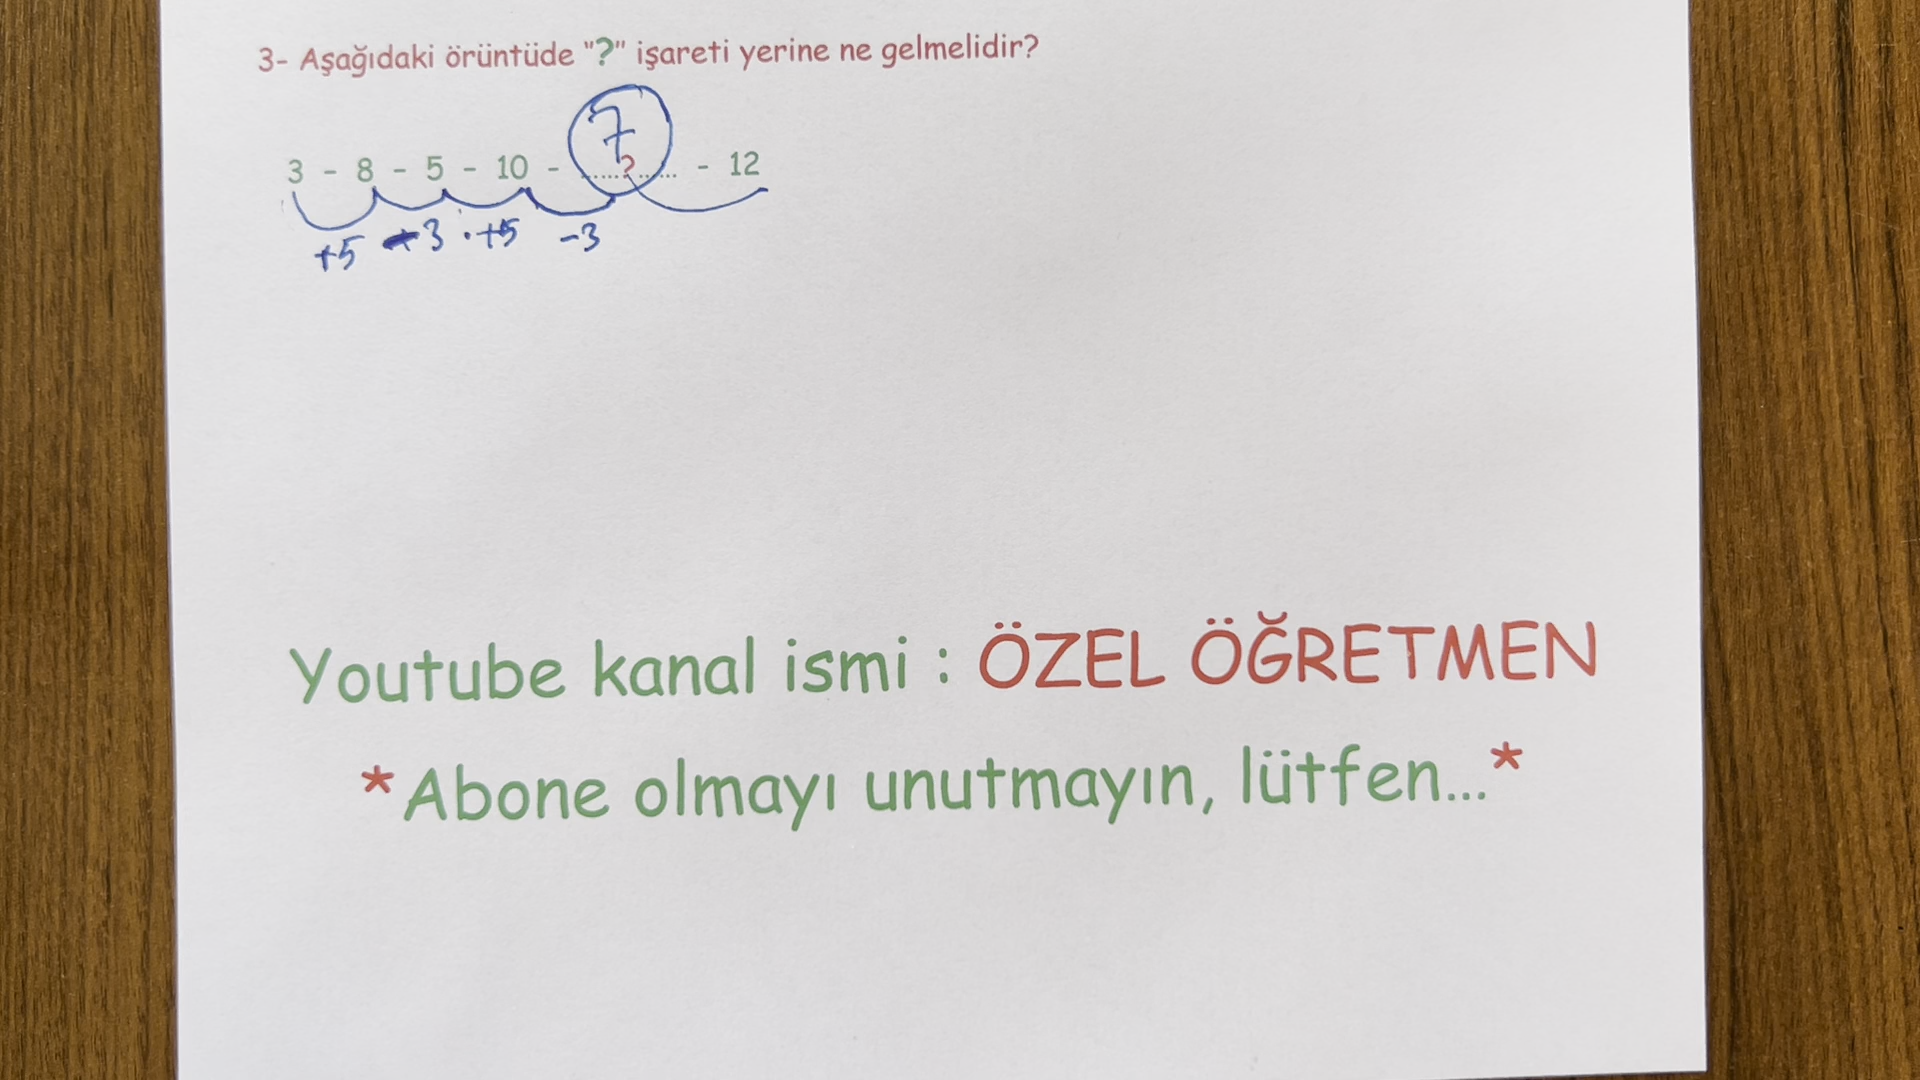 3- Aşağıdaki örüntüde "?" işareti yerine ne gelmelidir?
7
3 - 8 - 5 - 10 - .....?...... - 12
+5 -3 +5 -3
Youtube kanal ismi : ÖZEL ÖĞRETMEN
*Abone olmayı unutmayın, lütfen...*